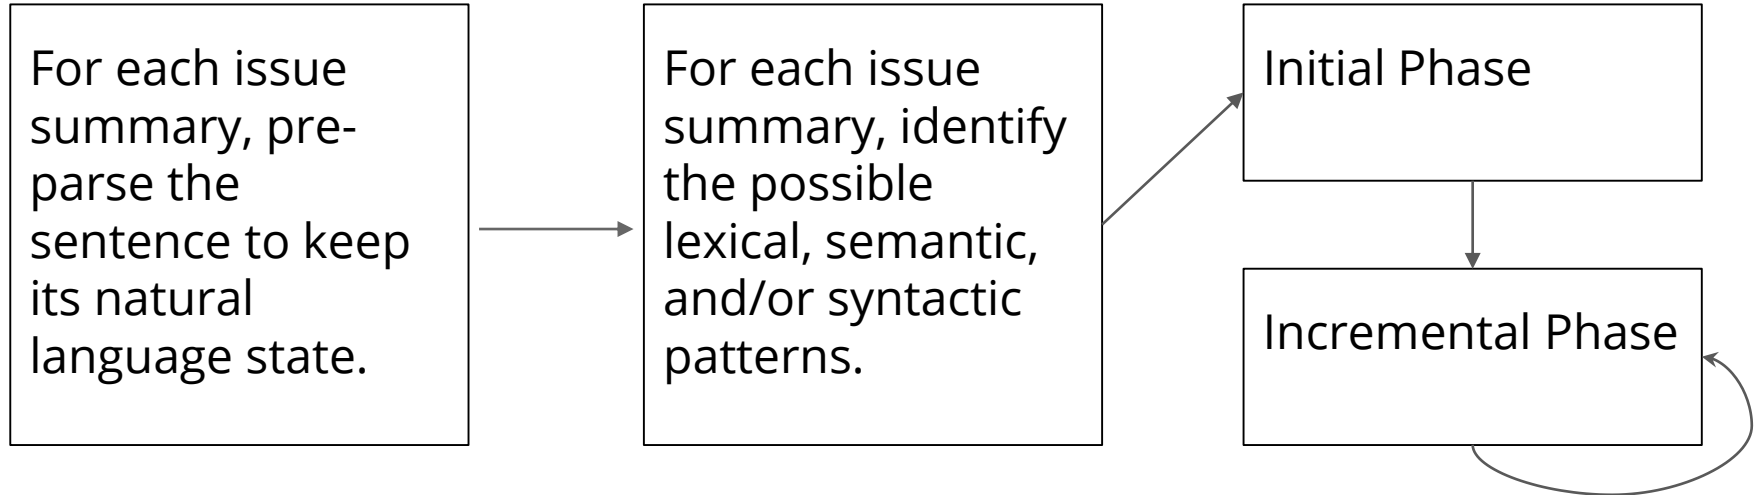 For each issue
summary, pre-
parse the
sentence to keep
its natural
language state.
For each issue
summary, identify
the possible
lexical, semantic,
and/or syntactic
patterns.
Initial Phase
Incremental Phase